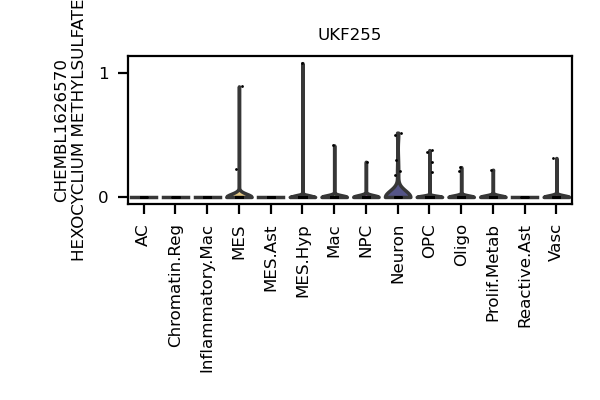 UKF255
CHEMBL1626570
HEXOCYCLIUM METHYLSULFATE
1
0
AC
Chromatin.Reg
Inflammatory.Mac
MES
MES.Ast
MES.Hyp
Mac
NPC
Neuron
OPC
Oligo
Prolif.Metab
Reactive.Ast
Vasc